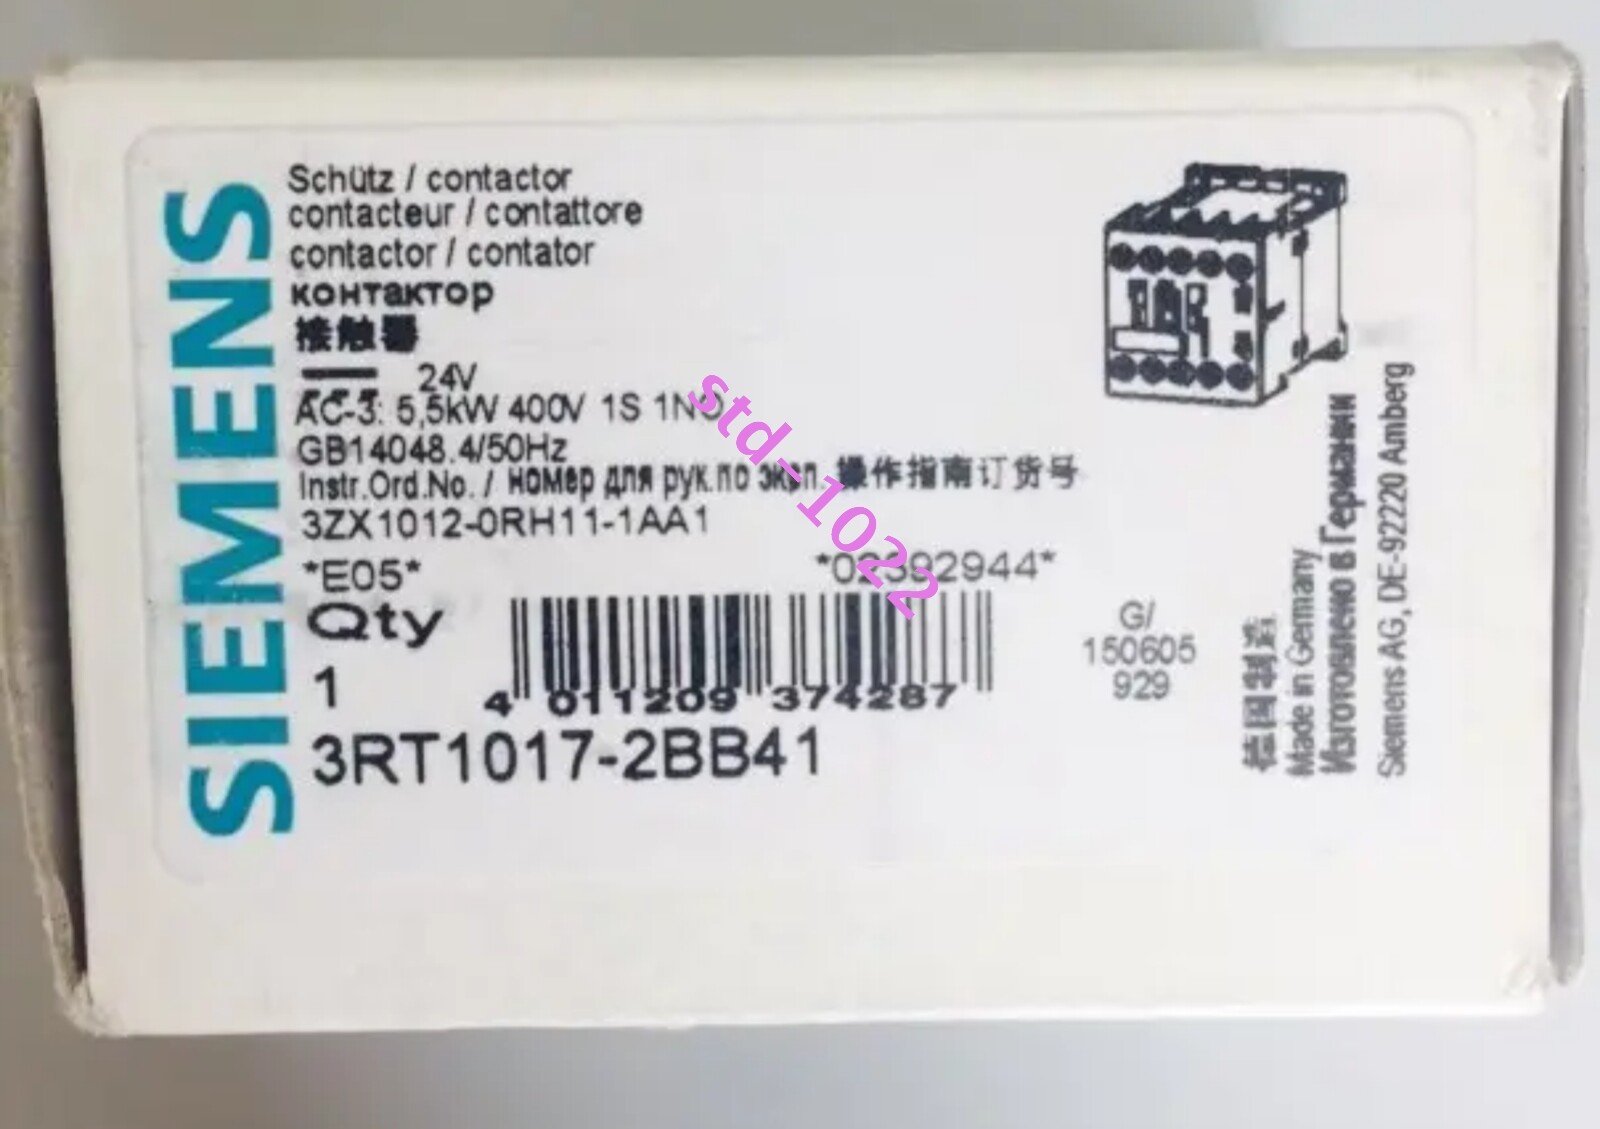 SIEMENS
Schütz / contactor
contacteur / contattore
contactor / contator
контактор
接触器
24V
AC-3: 5,5kW 400V 1S 1NO
GB14048.4/50Hz
Instr.Ord.No. / номер для рук.по эксп. 操作指南订货号
3ZX1012-0RH11-1AA1
*E05*
*02392944*
Qty
1
4 011209 374287
3RT1017-2BB41
G/
150605
929
德国制造
Made in Germany
Изготовлено в Германии
Siemens AG, DE-92220 Amberg
std-1022